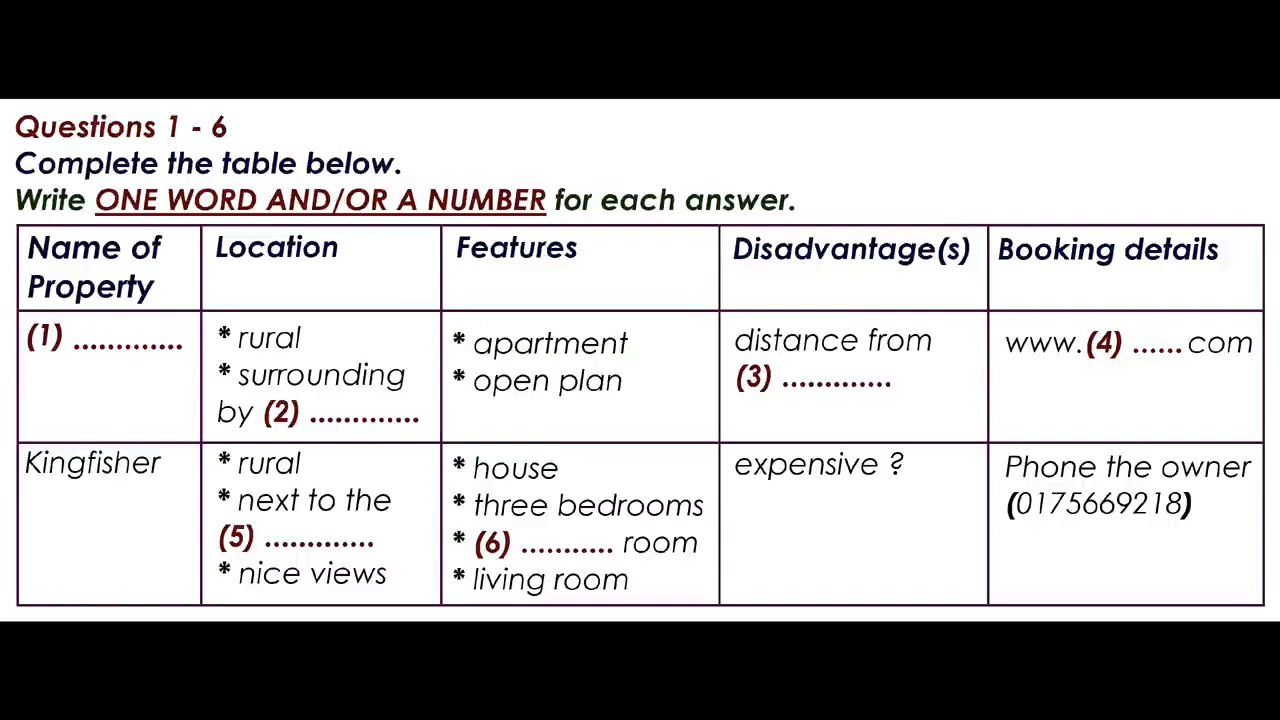 Questions 1 - 6
Complete the table below.
Write ONE WORD AND/OR A NUMBER for each answer.
Name of Property
Location
Features
Disadvantage(s)
Booking details
(1) .............
* rural
* surrounding
by (2) .............
* apartment
* open plan
distance from
(3) .............
www.(4) ...... com
Kingfisher
* rural
* next to the
(5) .............
* nice views
* house
* three bedrooms
* (6) ........... room
* living room
expensive ?
Phone the owner
(0175669218)